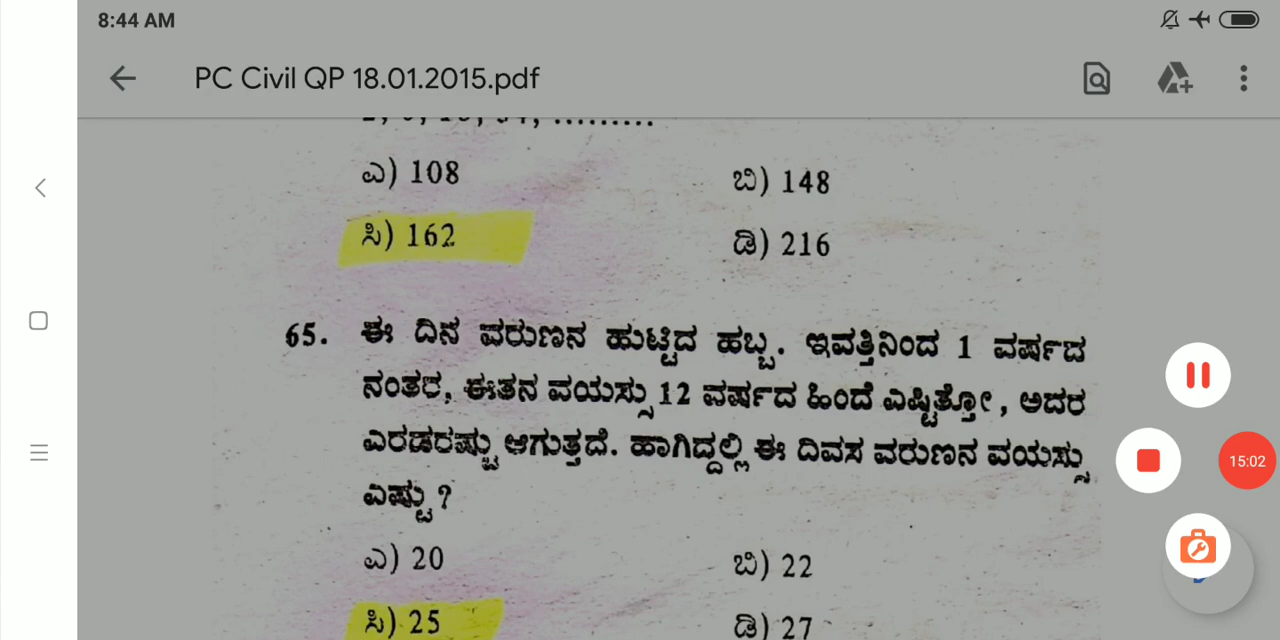 8:44 AM
PC Civil QP 18.01.2015.pdf
ಎ) 108
ಬಿ) 148
ಸಿ) 162
ಡಿ) 216
65. ಈ ದಿನ ವರುಣನ ಹುಟ್ಟಿದ ಹಬ್ಬ. ಇವತ್ತಿನಿಂದ 1 ವರ್ಷದ
ನಂತರ, ಈತನ ವಯಸ್ಸು 12 ವರ್ಷದ ಹಿಂದೆ ಎಷ್ಟಿತ್ತೋ, ಅದರ
ಎರಡರಷ್ಟು ಆಗುತ್ತದೆ. ಹಾಗಿದ್ದಲ್ಲಿ ಈ ದಿವಸ ವರುಣನ ವಯಸ್ಸು
ಎಷ್ಟು?
ಎ) 20
ಬಿ) 22
ಸಿ) 25
ಡಿ) 27
15:02